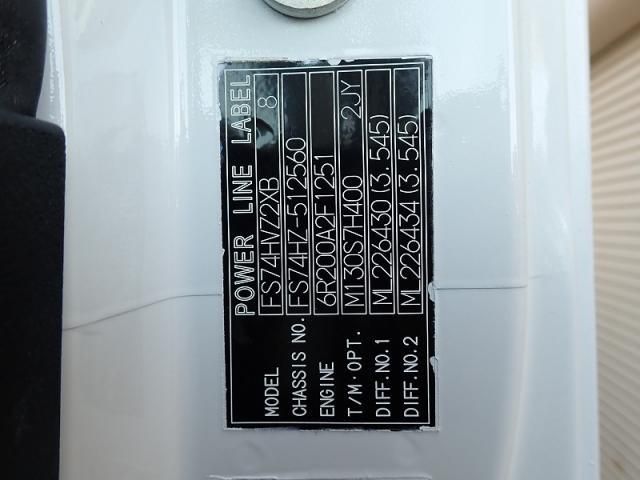 POWER LINE LABEL
MODEL FS74HVZ2XB 8
CHASSIS NO. FS74HZ-512560
ENGINE 6R200A2F1251
T/M·OPT. M130S7H400 2JY
DIFF.NO.1 ML226430(3.545)
DIFF.NO.2 ML226434(3.545)